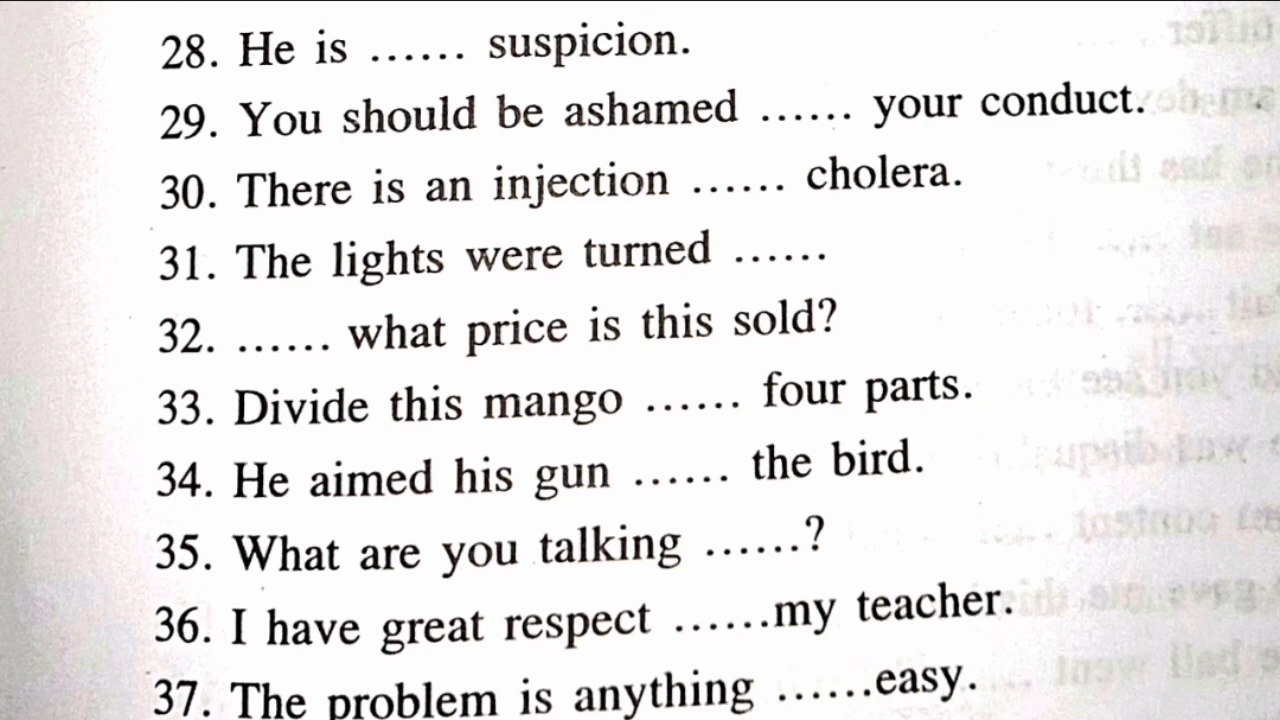 28. He is ...... suspicion.
29. You should be ashamed ...... your conduct.
30. There is an injection ...... cholera.
31. The lights were turned ......
32. ...... what price is this sold?
33. Divide this mango ...... four parts.
34. He aimed his gun ...... the bird.
35. What are you talking ......?
36. I have great respect ......my teacher.
37. The problem is anything ......easy.